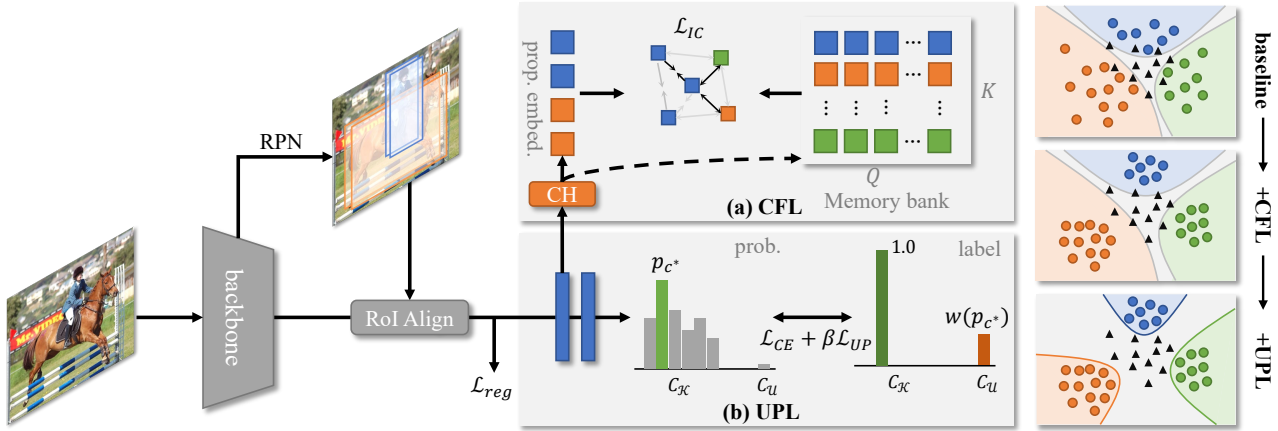 RPN
backbone
RoI Align
ℒ_reg
prop. embed.
CH
ℒ_IC
...
...
K
...
Q
Memory bank
(a) CFL
prob.
label
p_c*
1.0
w(p_c*)
ℒ_CE + βℒ_UP
C_𝒦
C_𝒰
C_𝒦
C_𝒰
(b) UPL
baseline
+CFL
+UPL